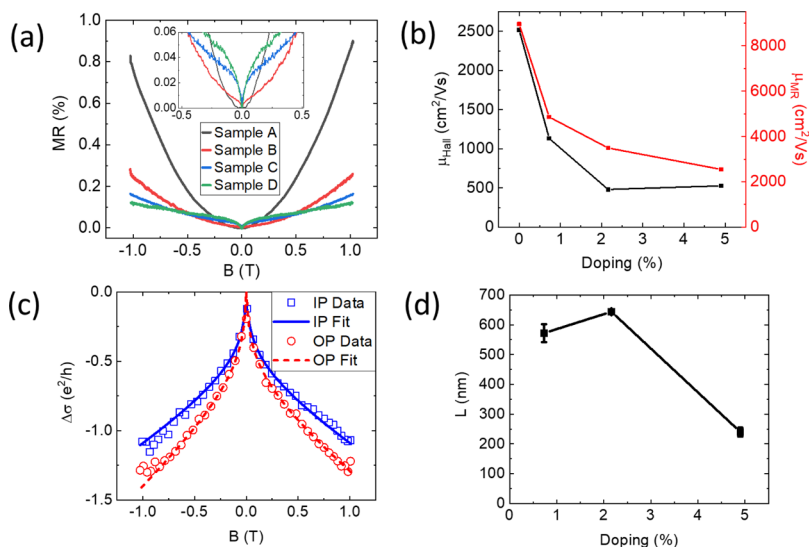 (a)
MR (%)
1.0
0.8
0.6
0.4
0.2
0.0
-1.0 -0.5 0.0 0.5 1.0
B (T)
0.06
0.04
0.02
0.00
-0.5 0.0 0.5
Sample A
Sample B
Sample C
Sample D
(b)
μHall (cm²/Vs)
2500
2000
1500
1000
500
0
0 1 2 3 4 5
Doping (%)
8000
6000
4000
2000
0
μMR (cm²/Vs)
(c)
Δσ (e²/h)
0.0
-0.5
-1.0
-1.5
-1.0 -0.5 0.0 0.5 1.0
B (T)
IP Data
IP Fit
OP Data
OP Fit
(d)
L (nm)
700
600
500
400
300
200
100
0
0 1 2 3 4 5
Doping (%)